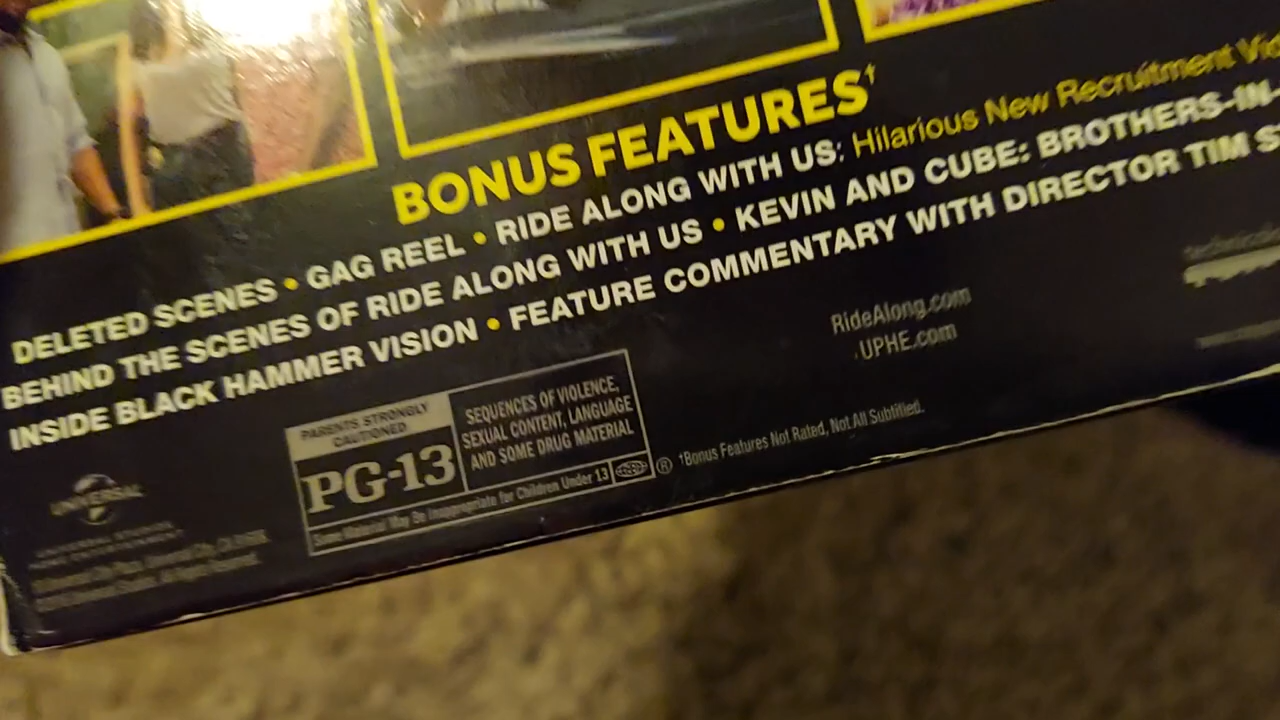 BONUS FEATURES†
DELETED SCENES • GAG REEL • RIDE ALONG WITH US: Hilarious New Recruitment
BEHIND THE SCENES OF RIDE ALONG WITH US • KEVIN AND CUBE: BROTHERS-IN-
INSIDE BLACK HAMMER VISION • FEATURE COMMENTARY WITH DIRECTOR TIM S
RideAlong.com
UPHE.com
PARENTS STRONGLY
CAUTIONED
PG-13
SEQUENCES OF VIOLENCE,
SEXUAL CONTENT, LANGUAGE
AND SOME DRUG MATERIAL
Some Material May Be Inappropriate for Children Under 13
®
†Bonus Features Not Rated, Not All Subtitled.
UNIVERSAL